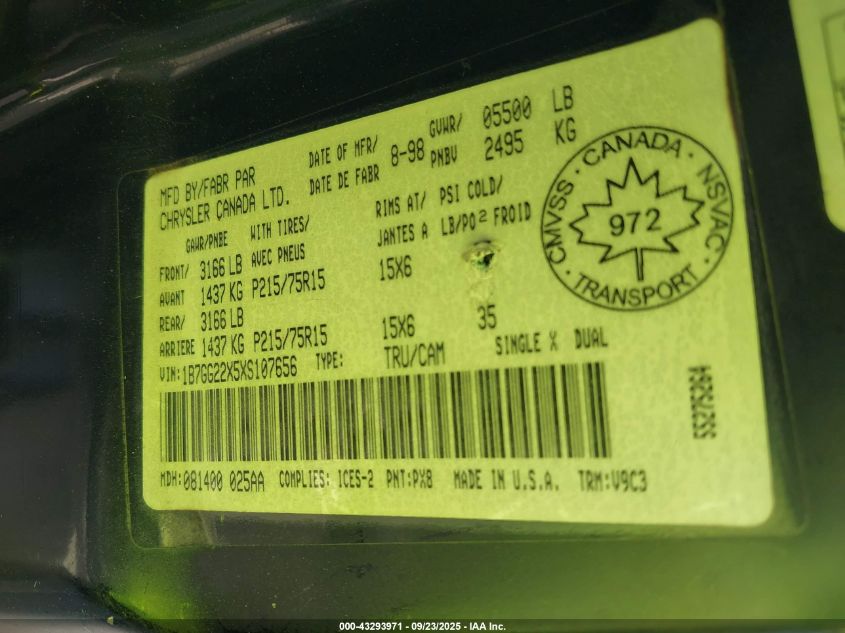 MFD BY/FABR PAR DATE OF MFR/ 8-98 GVWR/ 05500 LB
CHRYSLER CANADA LTD. DATE DE FABR PNBV 2495 KG
GAWR/PNBE WITH TIRES/ RIMS AT/ PSI COLD/
AVEC PNEUS JANTES A LB/PO² FROID
FRONT/ 3166 LB
AVANT 1437 KG P215/75R15 15X6
REAR/ 3166 LB
ARRIERE 1437 KG P215/75R15 15X6 35
VIN:1B7GG22X5XS107656 TYPE: TRU/CAM SINGLE X DUAL
MDH:081400 025AA COMPLIES: ICES-2 PNT:PX8 MADE IN U.S.A. TRM:V9C3
CANADA · NSVAC · TRANSPORT · CMVSS ·
972
55275264
000-43293971 - 09/23/2025 - IAA Inc.